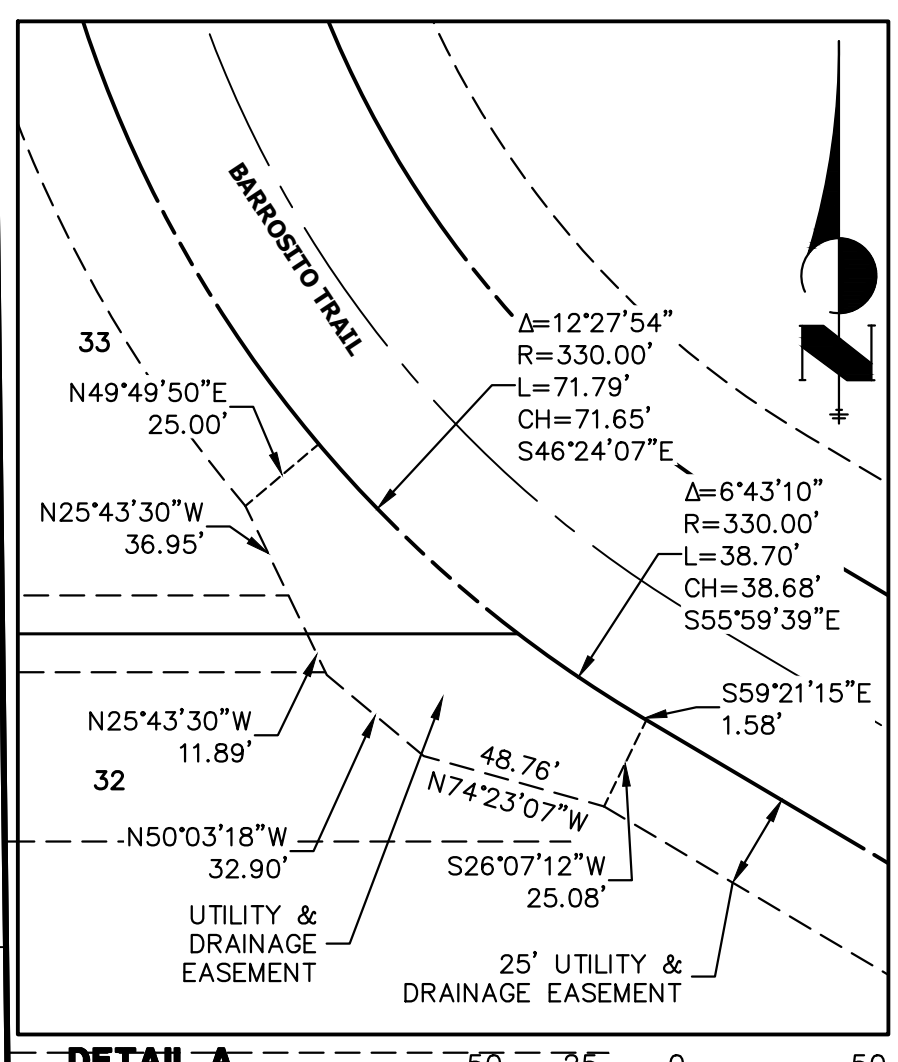 BARROSITO TRAIL
Δ=12°27'54"
R=330.00'
L=71.79'
CH=71.65'
S46°24'07"E
N
33
N49°49'50"E
25.00'
N25°43'30"W
36.95'
Δ=6°43'10"
R=330.00'
L=38.70'
CH=38.68'
S55°59'39"E
S59°21'15"E
1.58'
N25°43'30"W
11.89'
32
48.76'
N74°23'07"W
N50°03'18"W
32.90'
S26°07'12"W
25.08'
UTILITY &
DRAINAGE
EASEMENT
25' UTILITY &
DRAINAGE EASEMENT
DETAIL A
50 25 0 50